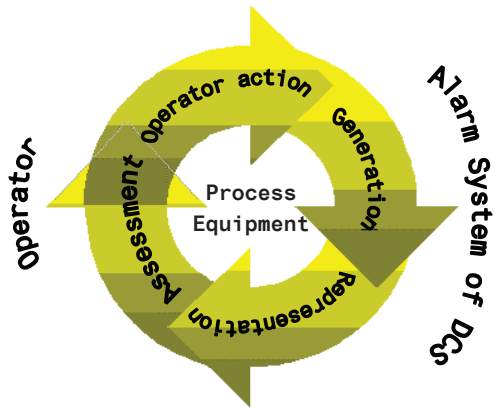 Operator action
Generation
Representation
Assessment
Process
Equipment
Operator
Alarm System of DCS